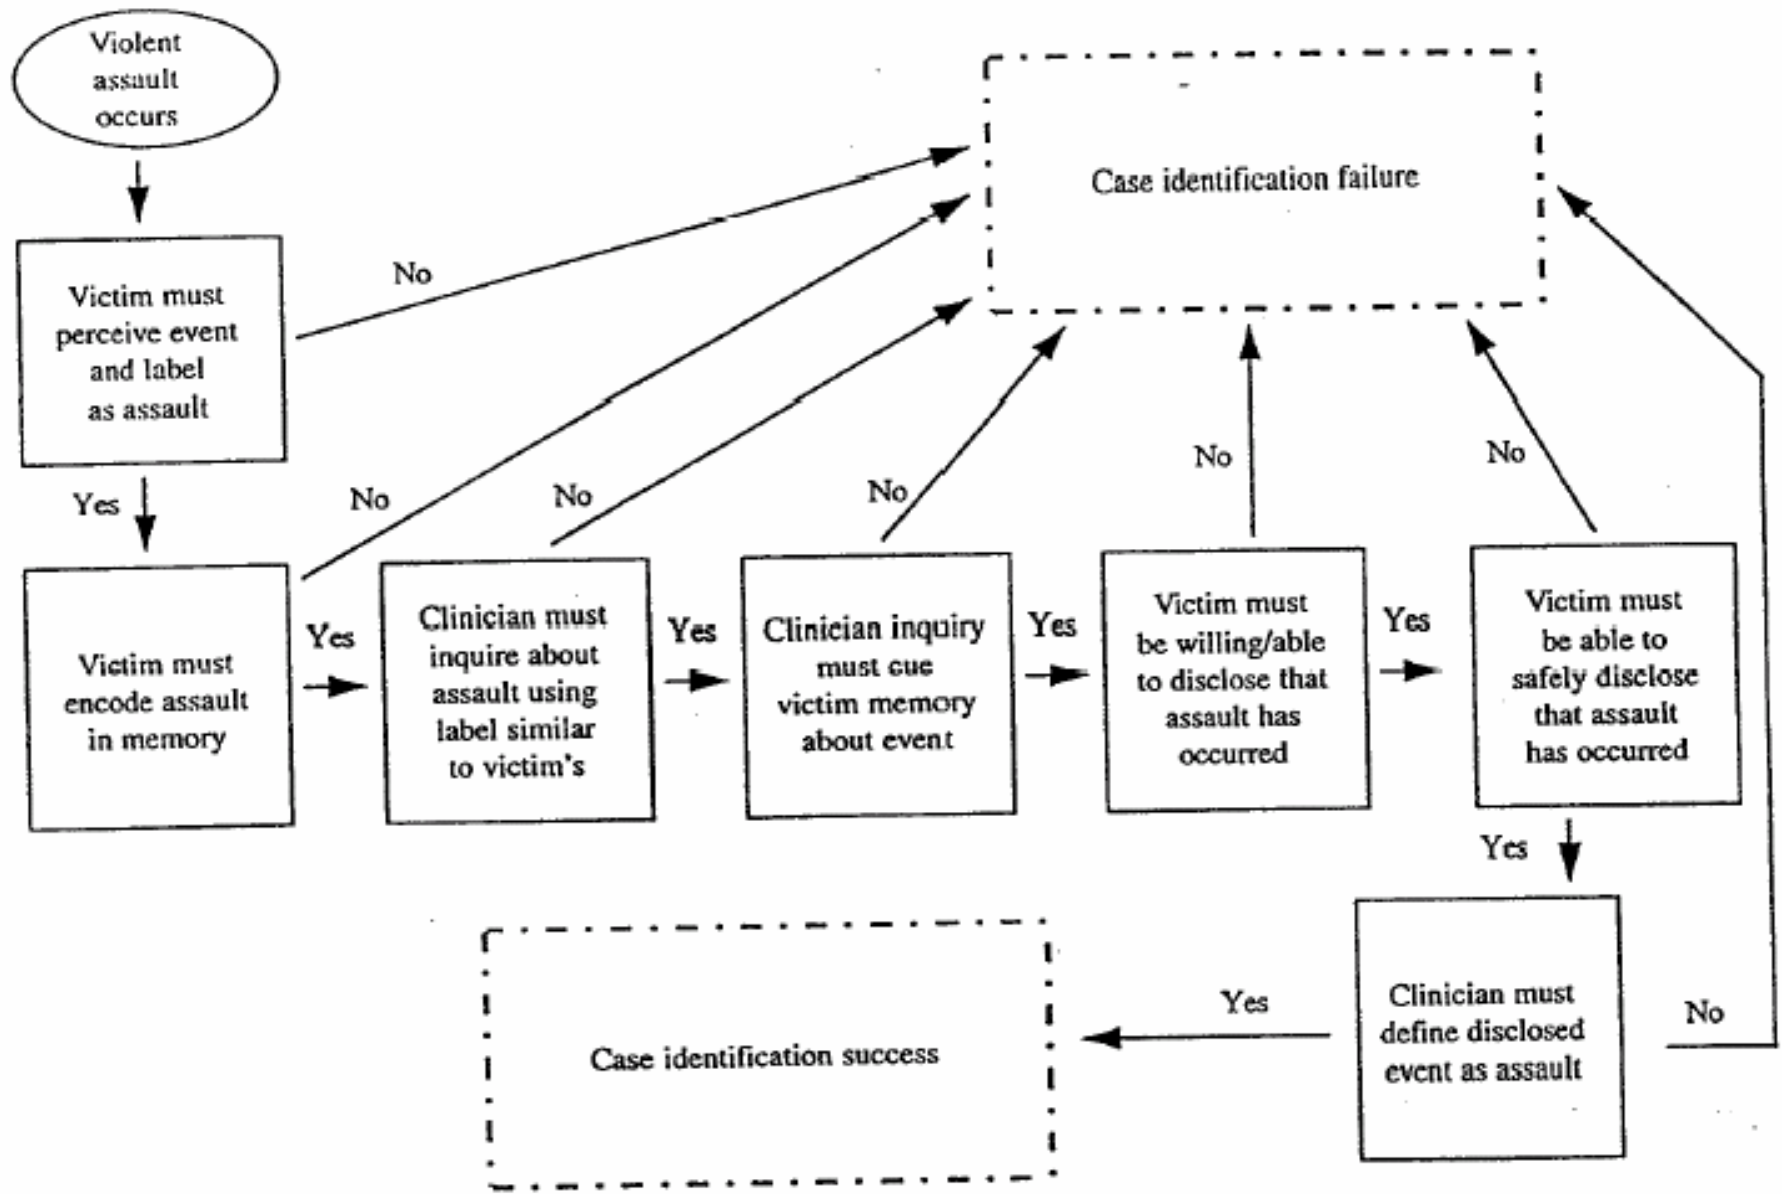 Violent
assault
occurs
Case identification failure
No
Victim must
perceive event
and label
as assault
Yes
No
No
No
No
No
Victim must
encode assault
in memory
Yes
Clinician must
inquire about
assault using
label similar
to victim's
Yes
Clinician inquiry
must cue
victim memory
about event
Yes
Victim must
be willing/able
to disclose that
assault has
occurred
Yes
Victim must
be able to
safely disclose
that assault
has occurred
Yes
Clinician must
define disclosed
event as assault
No
Yes
Case identification success